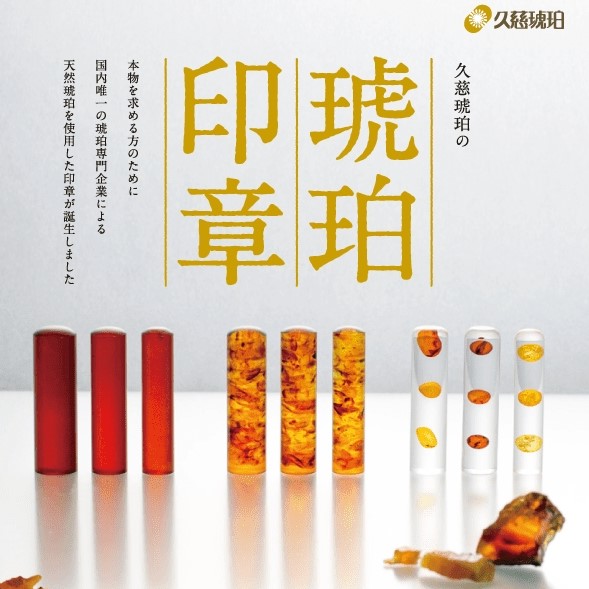 久慈琥珀
久慈琥珀の
琥珀
印章
本物を求める方のために
国内唯一の琥珀専門企業による
天然琥珀を使用した印章が誕生しました